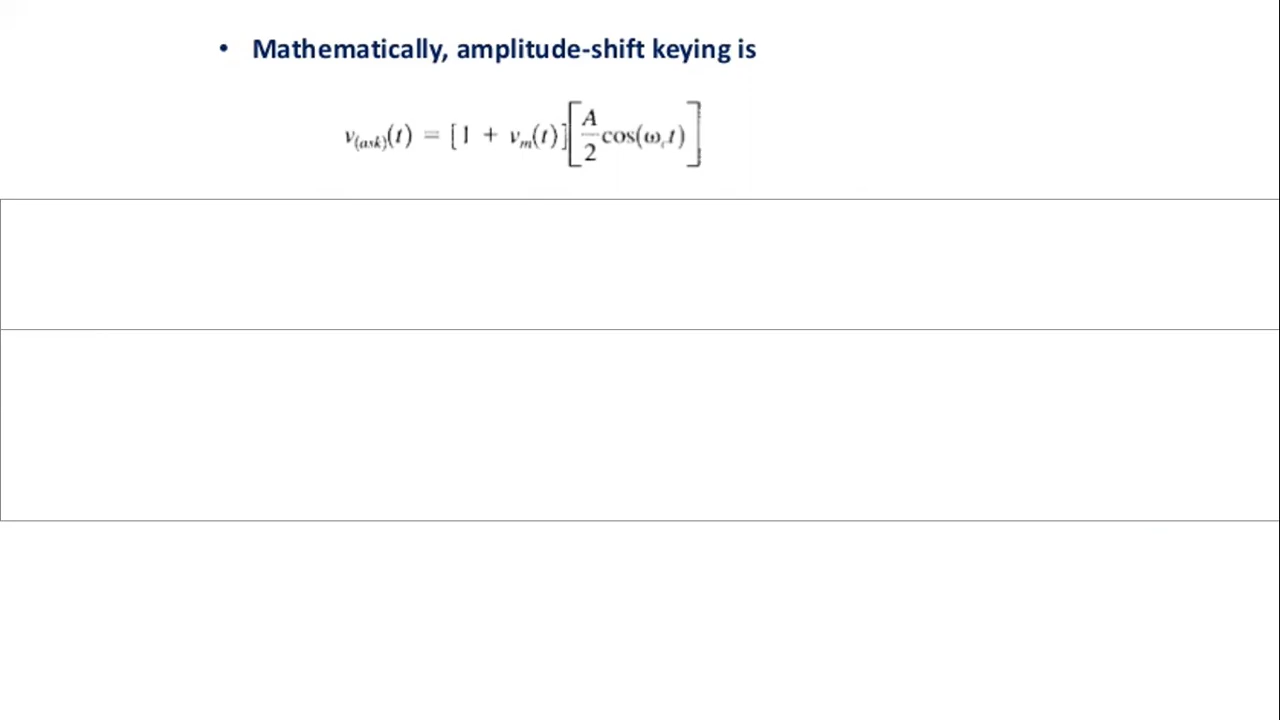 • Mathematically, amplitude-shift keying is
v(ask)(t) = [1 + vm(t)][A/2 cos(ωct)]